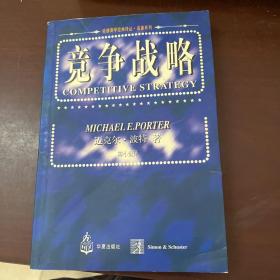 竞争战略
COMPETITIVE STRATEGY
MICHAEL E.PORTER
迈克尔·波特 著
华夏出版社
Simon & Schuster